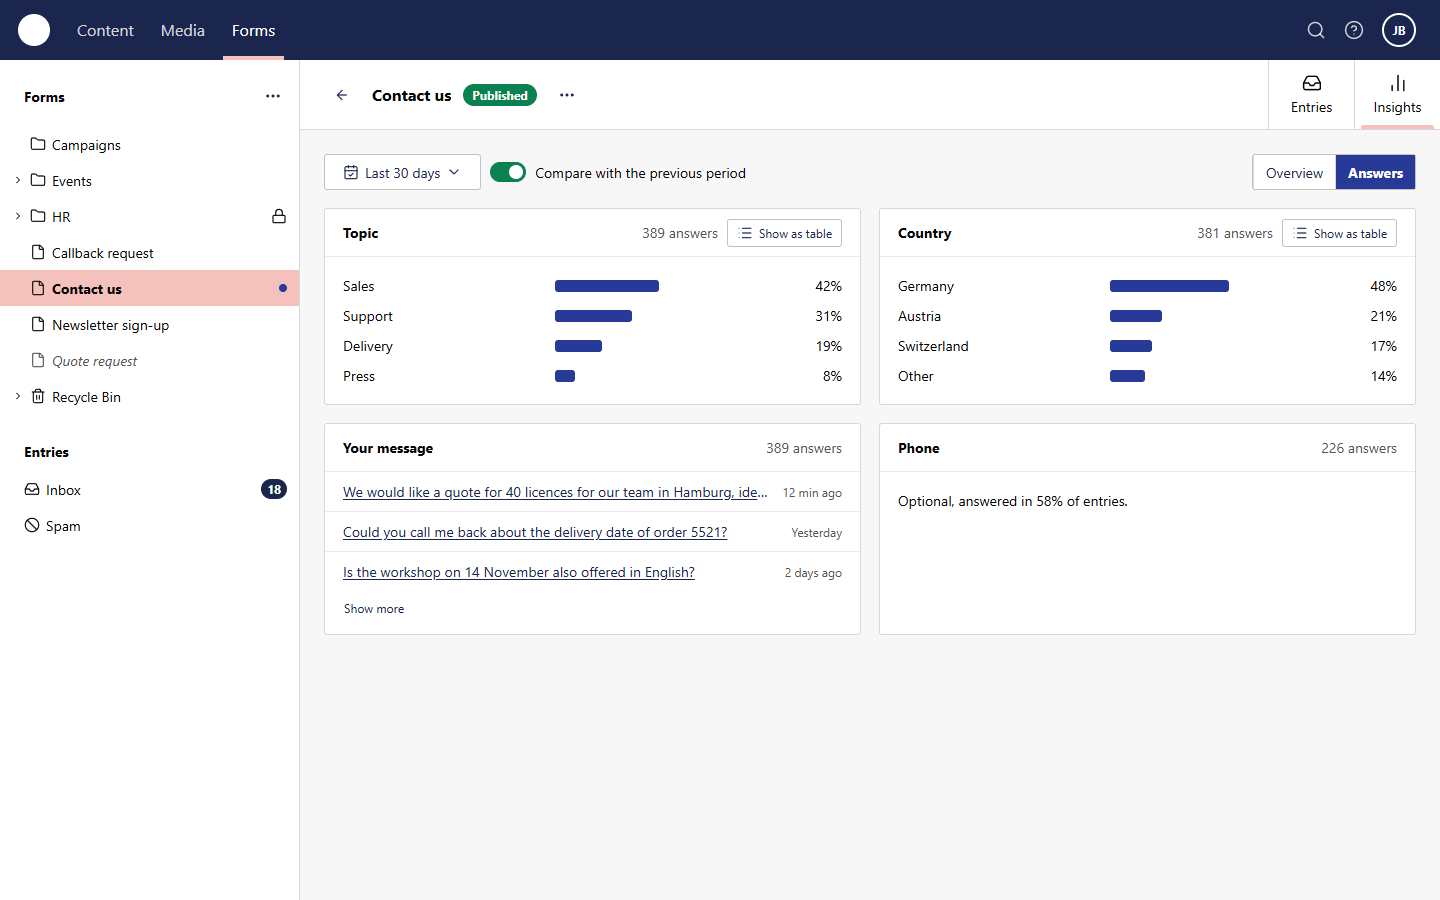 Content Media Forms
JB
Forms
Campaigns
Events
HR
Callback request
Contact us
Newsletter sign-up
Quote request
Recycle Bin
Entries
Inbox 18
Spam
Contact us Published
Entries Insights
Last 30 days Compare with the previous period
Overview Answers
Topic 389 answers Show as table
Sales 42%
Support 31%
Delivery 19%
Press 8%
Country 381 answers Show as table
Germany 48%
Austria 21%
Switzerland 17%
Other 14%
Your message 389 answers
We would like a quote for 40 licences for our team in Hamburg, ide... 12 min ago
Could you call me back about the delivery date of order 5521? Yesterday
Is the workshop on 14 November also offered in English? 2 days ago
Show more
Phone 226 answers
Optional, answered in 58% of entries.